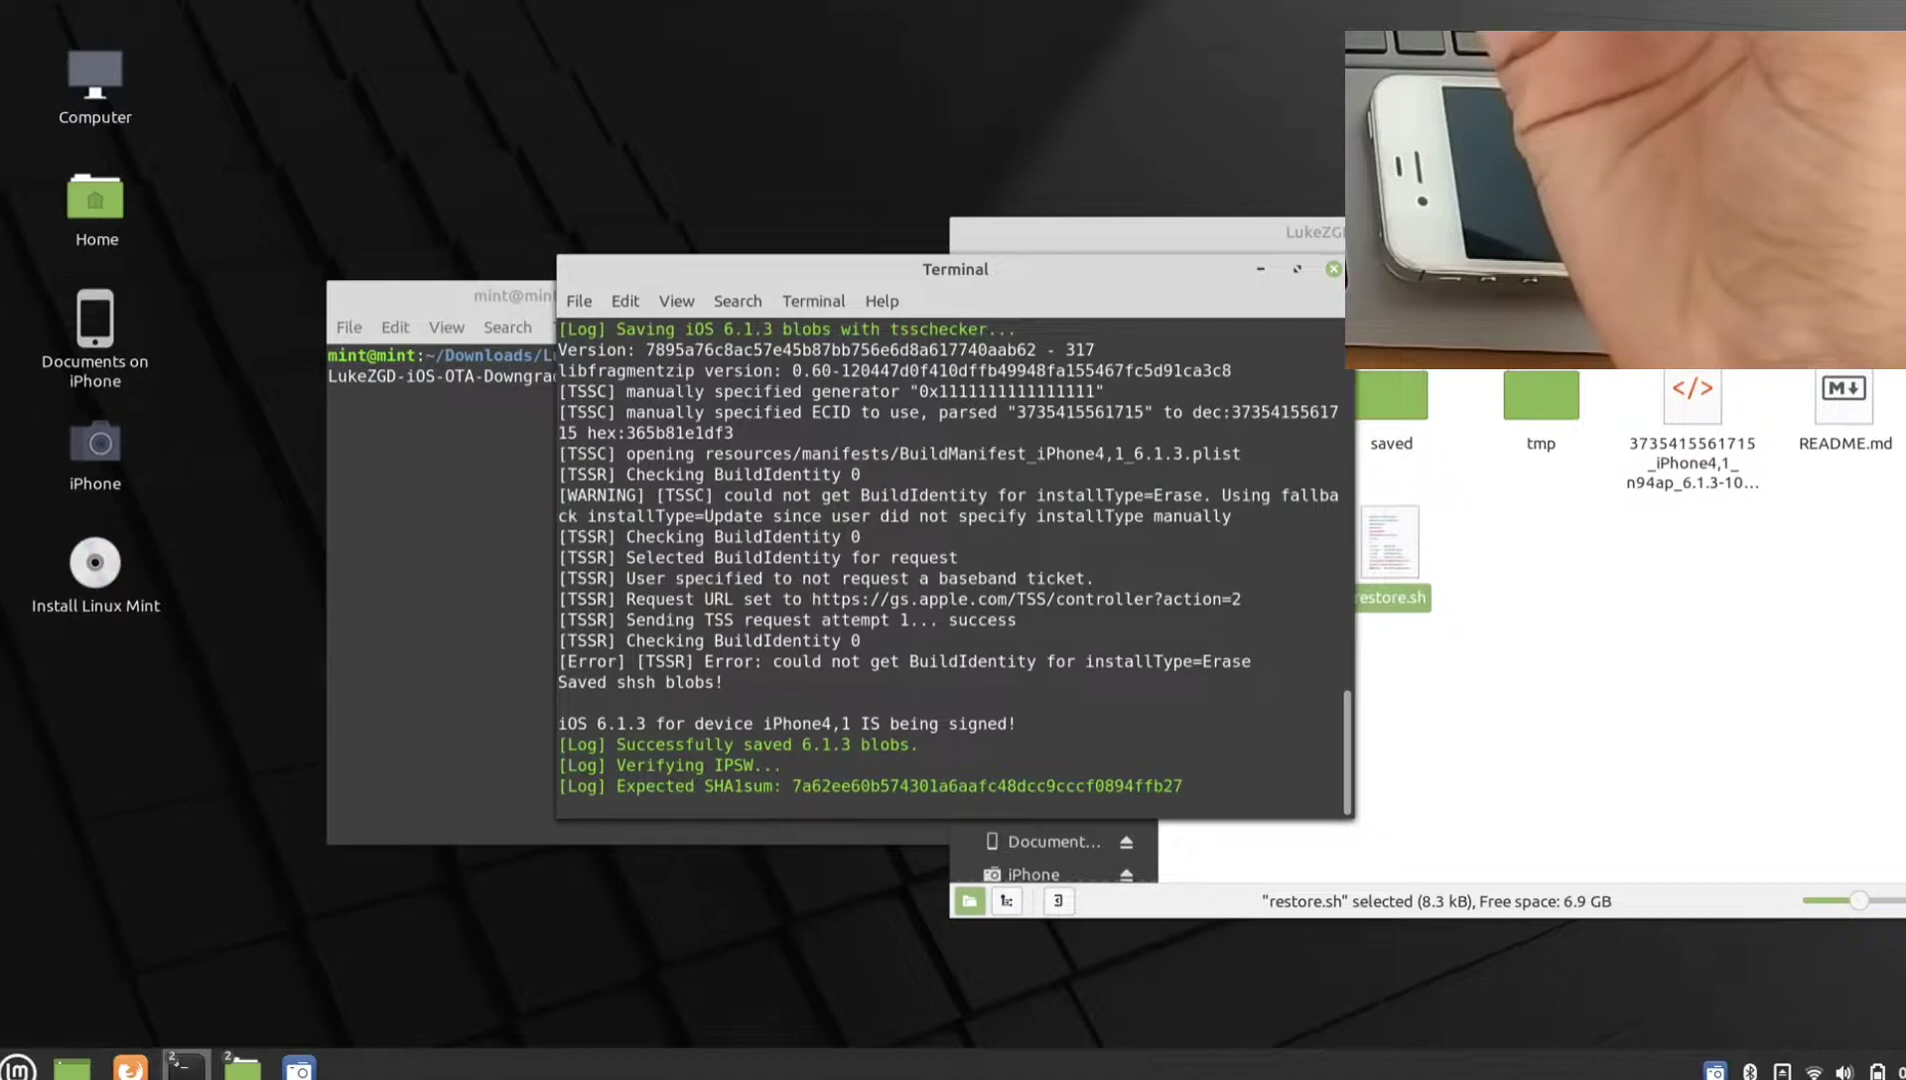 Computer
Home
Documents on
iPhone
iPhone
Install Linux Mint
LukeZG
mint@min
File Edit View Search
mint@mint:~/Downloads/L
LukeZGD-iOS-OTA-Downgra
Terminal
File Edit View Search Terminal Help
[Log] Saving iOS 6.1.3 blobs with tsschecker...
Version: 7895a76c8ac57e45b87bb756e6d8a617740aab62 - 317
libfragmentzip version: 0.60-120447d0f410dffb49948fa155467fc5d91ca3c8
[TSSC] manually specified generator "0x1111111111111111"
[TSSC] manually specified ECID to use, parsed "3735415561715" to dec:37354155617
15 hex:365b81e1df3
[TSSC] opening resources/manifests/BuildManifest_iPhone4,1_6.1.3.plist
[TSSR] Checking BuildIdentity 0
[WARNING] [TSSC] could not get BuildIdentity for installType=Erase. Using fallba
ck installType=Update since user did not specify installType manually
[TSSR] Checking BuildIdentity 0
[TSSR] Selected BuildIdentity for request
[TSSR] User specified to not request a baseband ticket.
[TSSR] Request URL set to https://gs.apple.com/TSS/controller?action=2
[TSSR] Sending TSS request attempt 1... success
[TSSR] Checking BuildIdentity 0
[Error] [TSSR] Error: could not get BuildIdentity for installType=Erase
Saved shsh blobs!
iOS 6.1.3 for device iPhone4,1 IS being signed!
[Log] Successfully saved 6.1.3 blobs.
[Log] Verifying IPSW...
[Log] Expected SHA1sum: 7a62ee60b574301a6aafc48dcc9cccf0894ffb27
saved
tmp
3735415561715
_iPhone4,1_
n94ap_6.1.3-10...
README.md
estore.sh
Document...
iPhone
"restore.sh" selected (8.3 kB), Free space: 6.9 GB
2
2